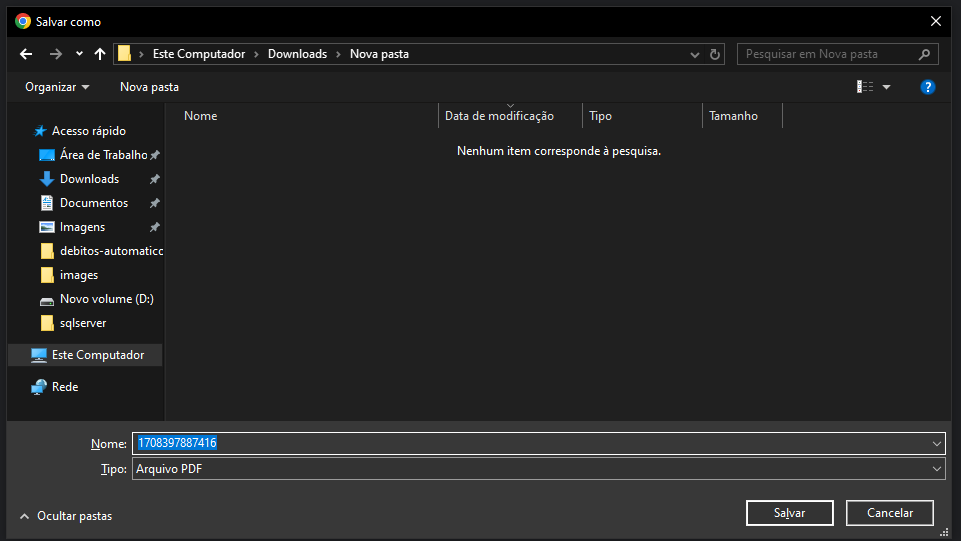 Salvar como
Este Computador > Downloads > Nova pasta
Pesquisar em Nova pasta
Organizar
Nova pasta
Nome
Data de modificação
Tipo
Tamanho
Nenhum item corresponde à pesquisa.
Acesso rápido
Área de Trabalho
Downloads
Documentos
Imagens
debitos-automatico
images
Novo volume (D:)
sqlserver
Este Computador
Rede
Nome: 1708397887416
Tipo: Arquivo PDF
Ocultar pastas
Salvar
Cancelar